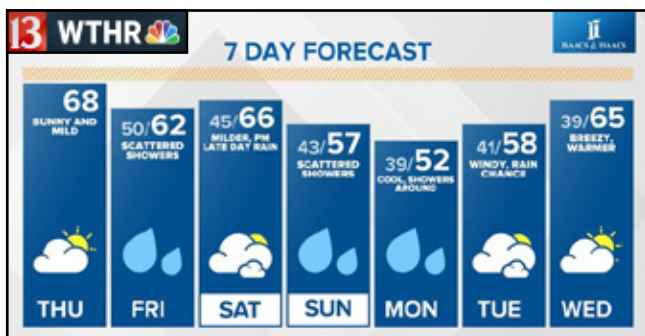 13 WTHR
7 DAY FORECAST
ISAACS & ISAACS
68
SUNNY AND
MILD
THU
50/62
SCATTERED
SHOWERS
FRI
45/66
MILDER, PM
LATE DAY RAIN
SAT
43/57
SCATTERED
SHOWERS
SUN
39/52
COOL, SHOWERS
AROUND
MON
41/58
WINDY, RAIN
CHANCE
TUE
39/65
BREEZY,
WARMER
WED